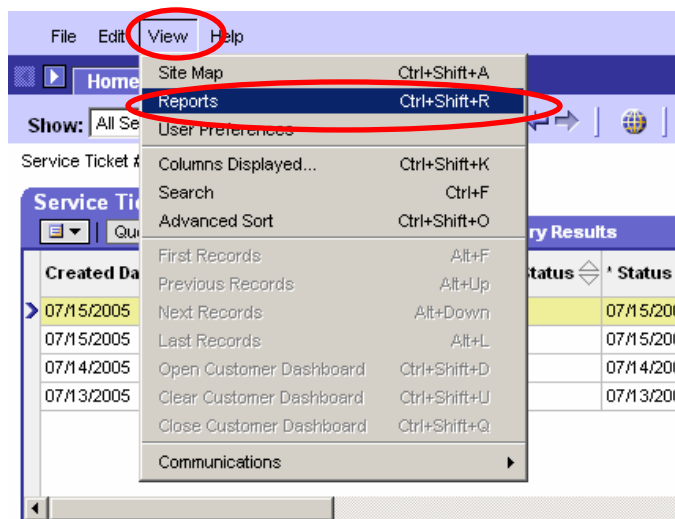 File Edit View Help
Home
Site Map Ctrl+Shift+A
Reports Ctrl+Shift+R
User Preferences
Show: All Se
Service Ticket #
Columns Displayed... Ctrl+Shift+K
Search Ctrl+F
Advanced Sort Ctrl+Shift+O
Service Ti
Qu ry Results
First Records Alt+F
Previous Records Alt+Up
Next Records Alt+Down
Last Records Alt+L
Open Customer Dashboard Ctrl+Shift+D
Clear Customer Dashboard Ctrl+Shift+U
Close Customer Dashboard Ctrl+Shift+Q
Communications
Created Da tatus * Status
07/15/2005 07/15/200
07/15/2005 07/15/200
07/14/2005 07/14/200
07/13/2005 07/13/200